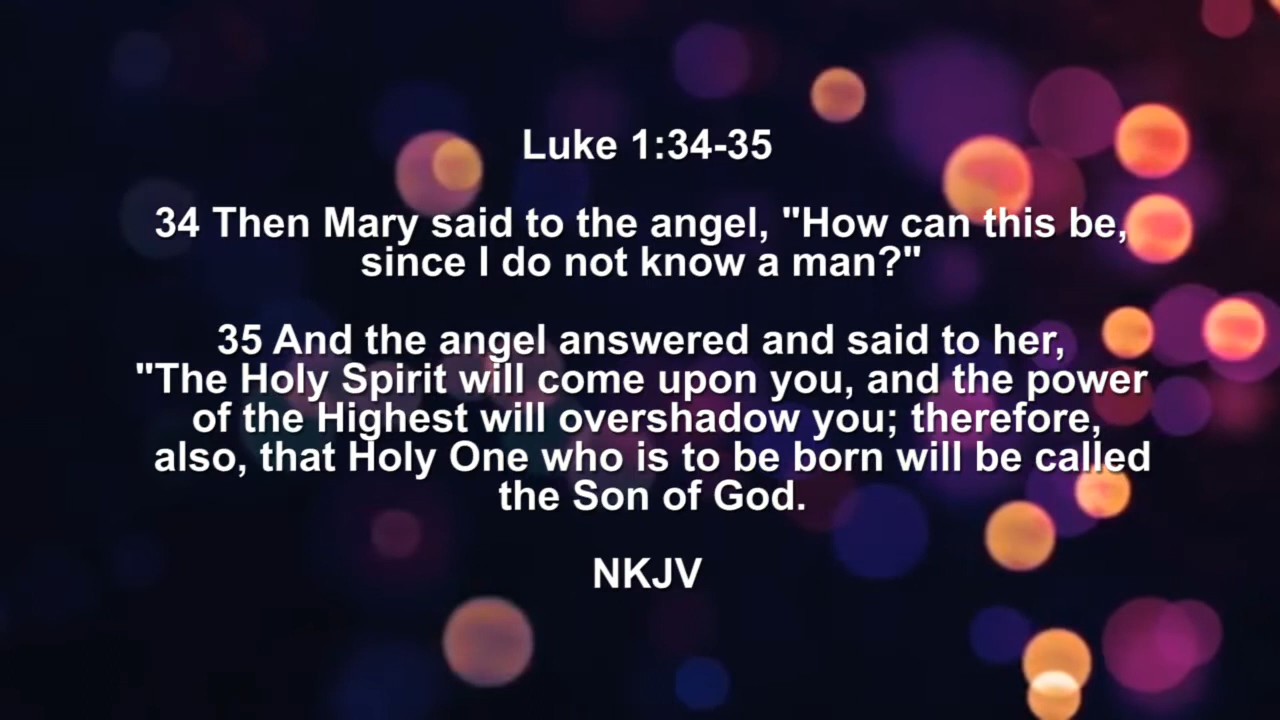 Luke 1:34-35
34 Then Mary said to the angel, "How can this be,
since I do not know a man?"
35 And the angel answered and said to her,
"The Holy Spirit will come upon you, and the power
of the Highest will overshadow you; therefore,
also, that Holy One who is to be born will be called
the Son of God.
NKJV